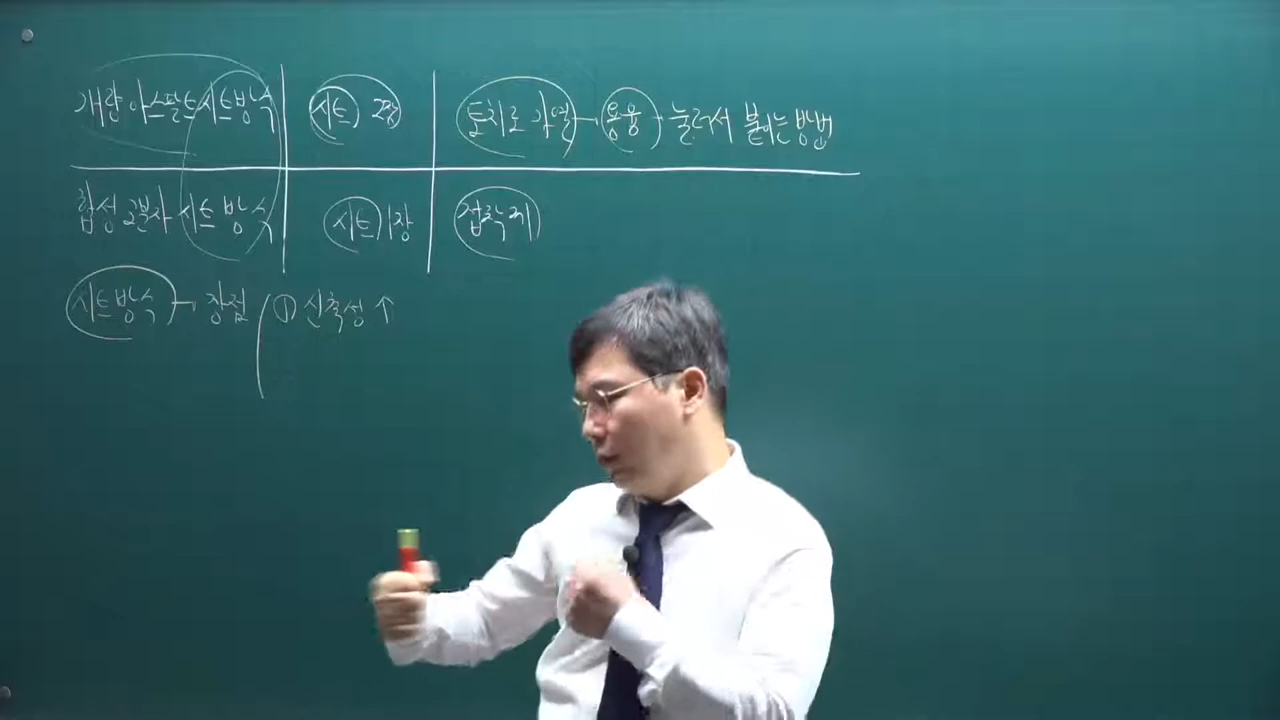 개량 아스팔트 시트방식 시트 2장 토치로 가열 → 용융 → 눌러서 붙이는 방법
합성고분자 시트 방식 시트 1장 접착제
시트방식 → 장점 ① 신축성 ↑